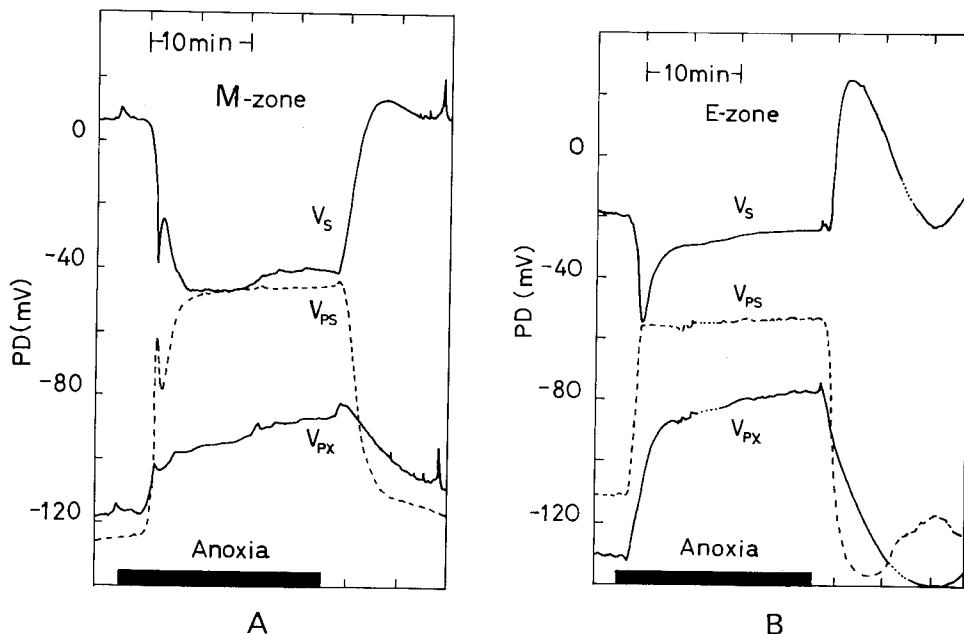 10min
M-zone
0
-40
-80
-120
PD(mV)
VS
VPS
VPX
Anoxia
A
10min
E-zone
0
-40
-80
-120
PD(mV)
VS
VPS
VPX
Anoxia
B